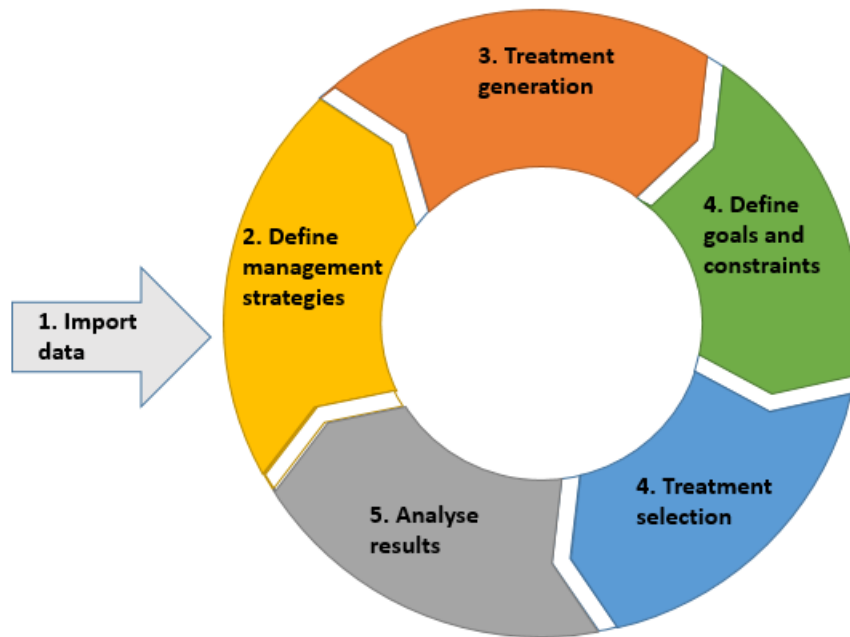 1. Import
data
2. Define
management
strategies
3. Treatment
generation
4. Define
goals and
constraints
4. Treatment
selection
5. Analyse
results